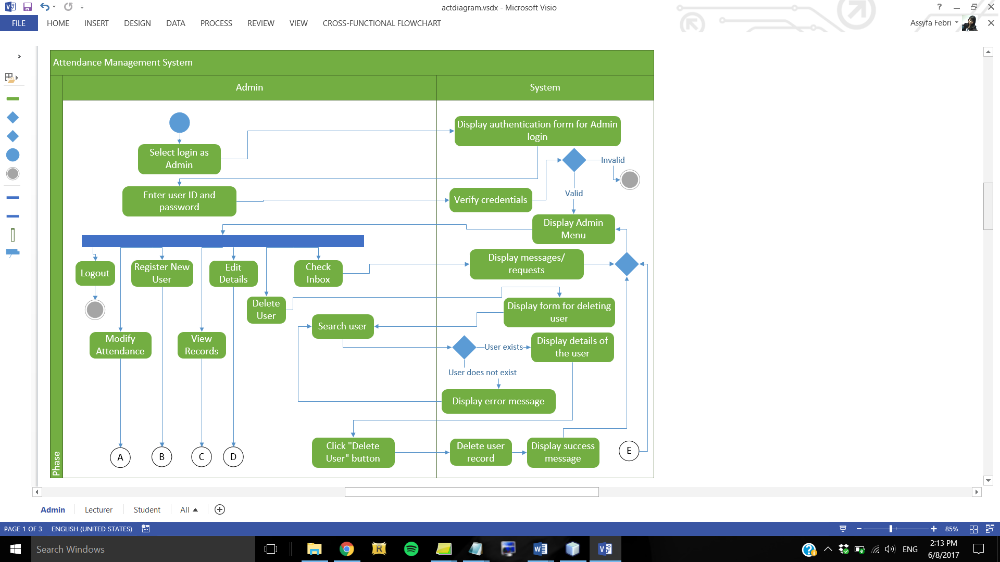 actdiagram.vsdx - Microsoft Visio
?
FILE
HOME
INSERT
DESIGN
DATA
PROCESS
REVIEW
VIEW
CROSS-FUNCTIONAL FLOWCHART
Assyfa Febri
Attendance Management System
Admin
System
Phase
Display authentication form for Admin
login
Select login as
Admin
Invalid
Enter user ID and
password
Verify credentials
Valid
Display Admin
Menu
Logout
Register New
User
Edit
Details
Check
Inbox
Display messages/
requests
Delete
User
Display form for deleting
user
Search user
Modify
Attendance
View
Records
User exists
Display details of
the user
User does not exist
Display error message
Click "Delete
User" button
Delete user
record
Display success
message
A
B
C
D
E
Admin
Lecturer
Student
All
PAGE 1 OF 3
ENGLISH (UNITED STATES)
85%
Search Windows
ENG
2:13 PM
6/8/2017